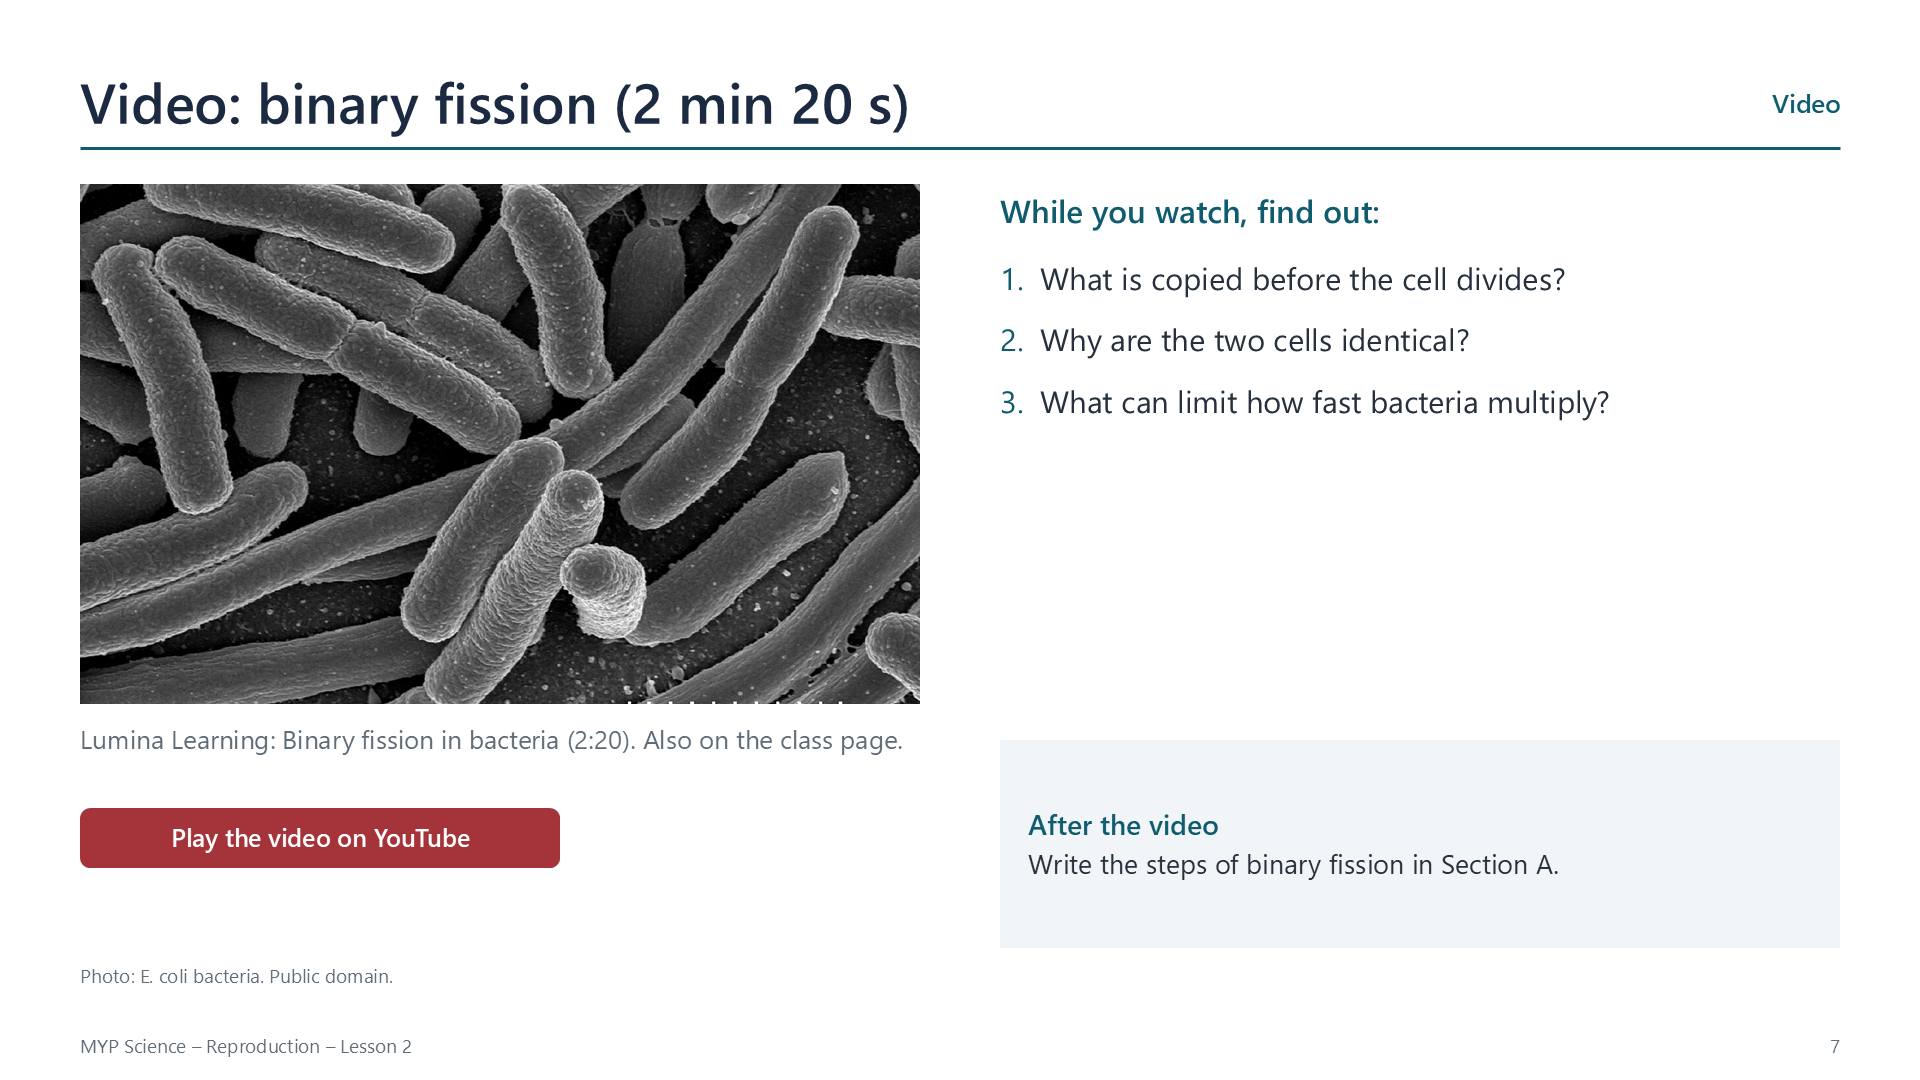 Video: binary fission (2 min 20 s)
Video
While you watch, find out:
1. What is copied before the cell divides?
2. Why are the two cells identical?
3. What can limit how fast bacteria multiply?
Lumina Learning: Binary fission in bacteria (2:20). Also on the class page.
Play the video on YouTube
After the video
Write the steps of binary fission in Section A.
Photo: E. coli bacteria. Public domain.
MYP Science – Reproduction – Lesson 2
7